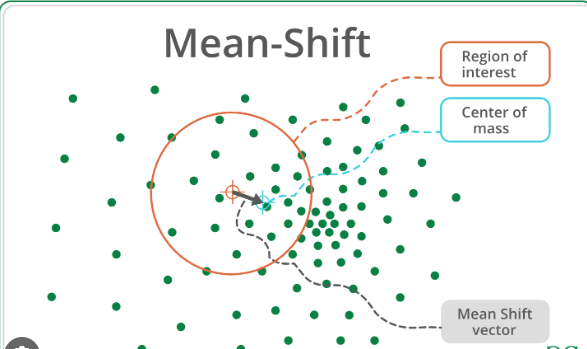 Mean-Shift
Region of
interest
Center of
mass
Mean Shift
vector